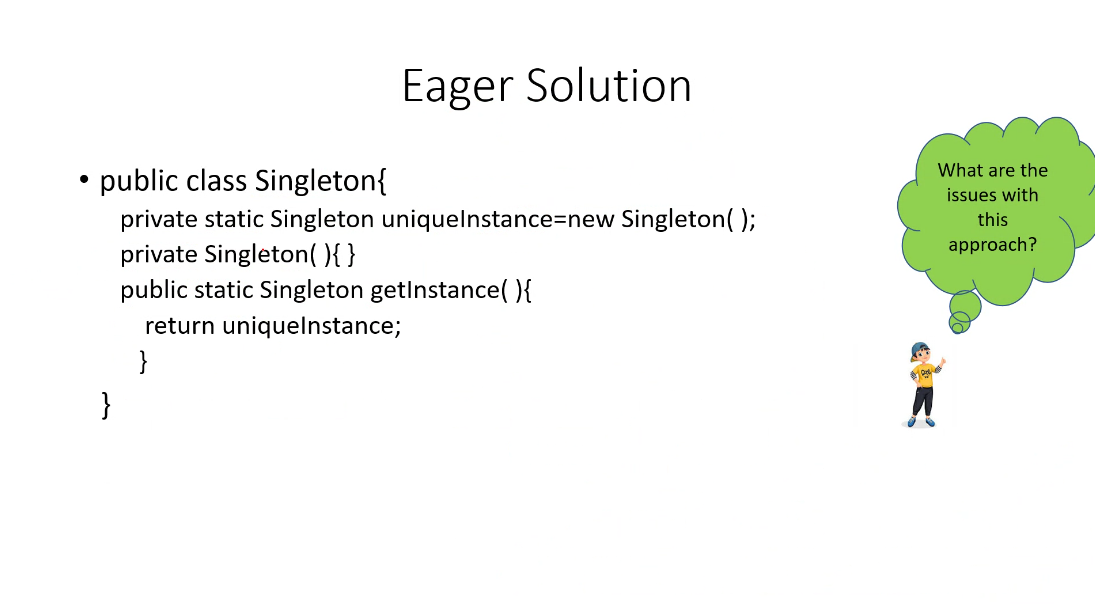 Eager Solution
• public class Singleton{
private static Singleton uniqueInstance=new Singleton( );
private Singleton( ){ }
public static Singleton getInstance( ){
return uniqueInstance;
}
}
What are the
issues with
this
approach?